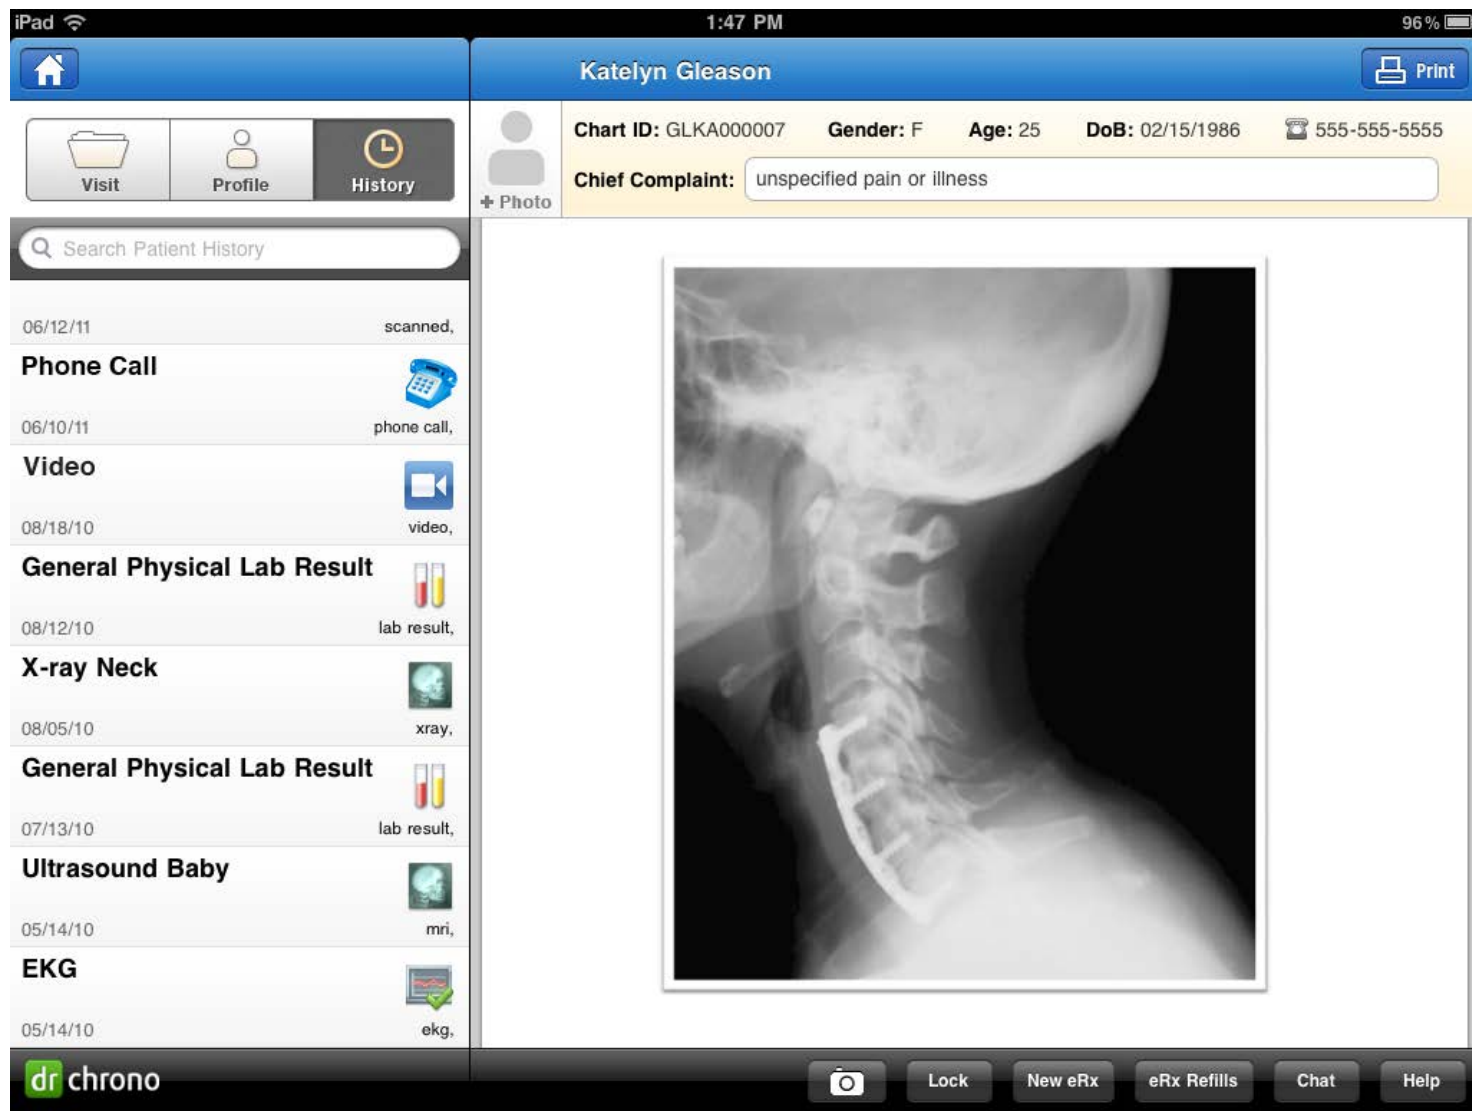 iPad 1:47 PM 96%
Katelyn Gleason Print
Visit Profile History
+ Photo
Chart ID: GLKA000007 Gender: F Age: 25 DoB: 02/15/1986 555-555-5555
Chief Complaint: unspecified pain or illness
Search Patient History
06/12/11 scanned,
Phone Call
06/10/11 phone call,
Video
08/18/10 video,
General Physical Lab Result
08/12/10 lab result,
X-ray Neck
08/05/10 xray,
General Physical Lab Result
07/13/10 lab result,
Ultrasound Baby
05/14/10 mri,
EKG
05/14/10 ekg,
dr chrono Lock New eRx eRx Refills Chat Help